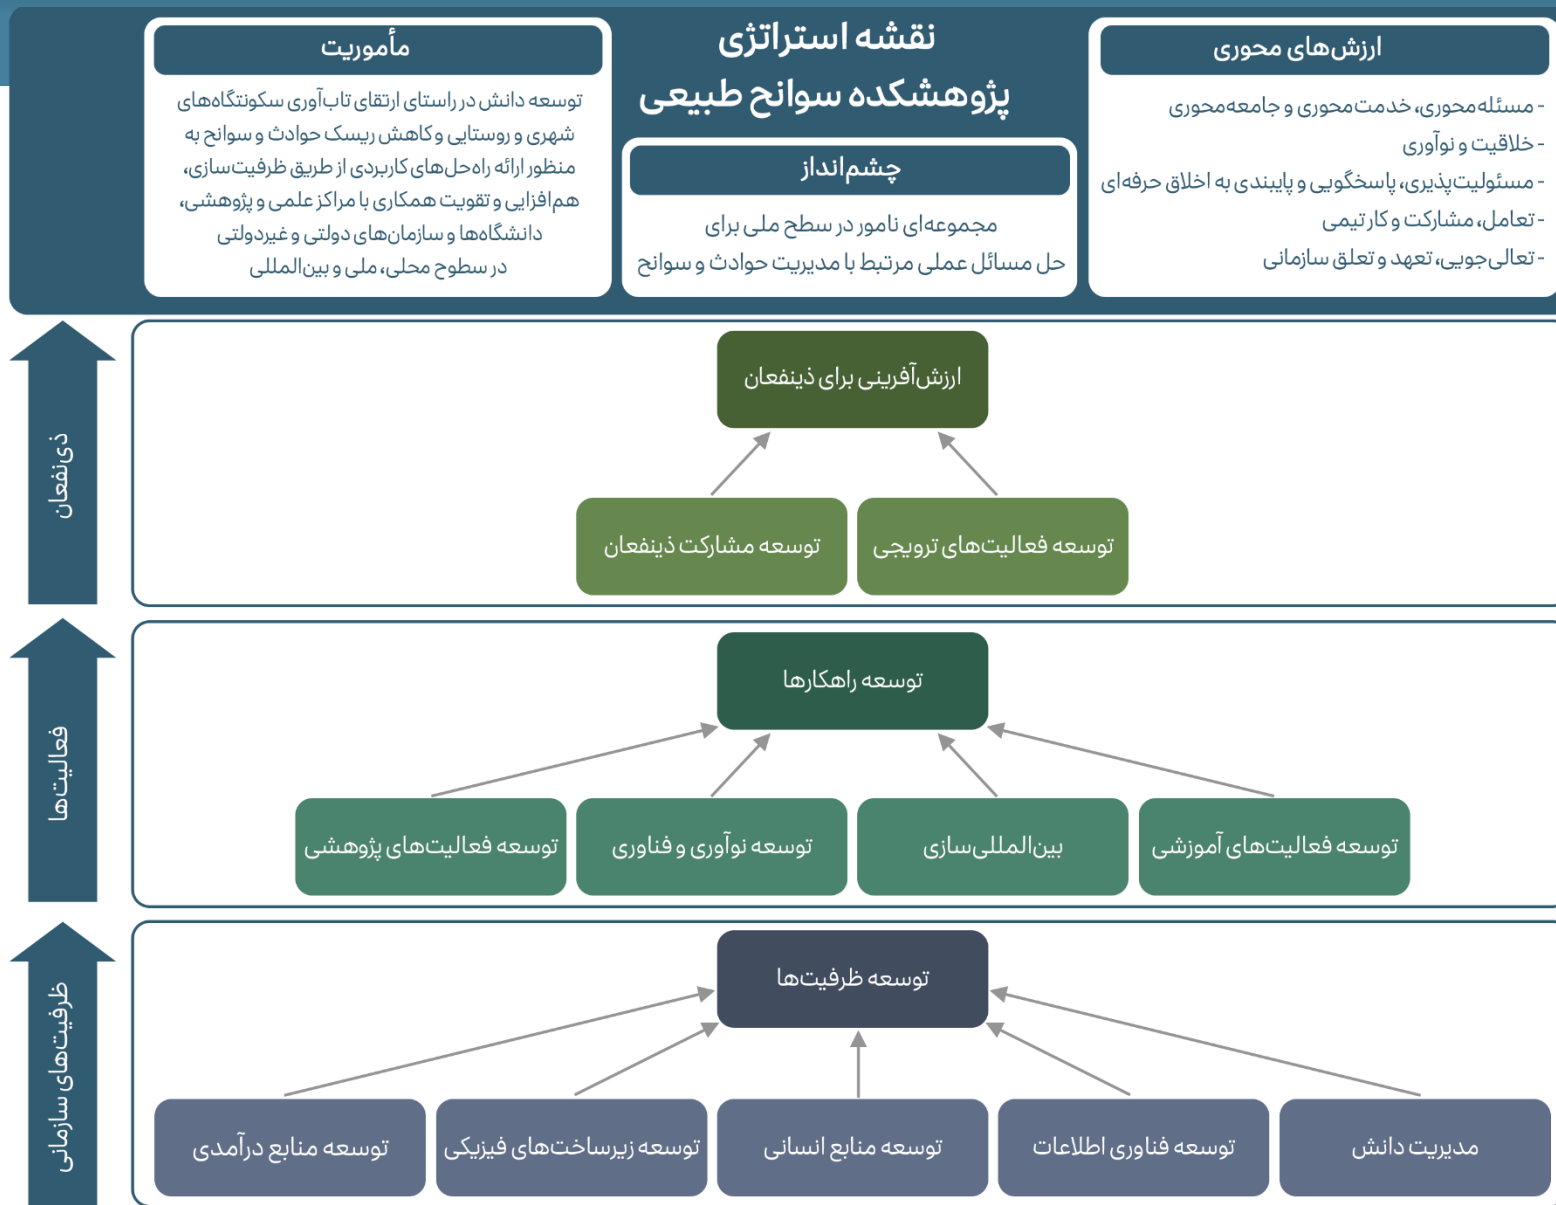 نقشه استراتژی
پژوهشکده سوانح طبیعی
ارزش‌های محوری
- مسئله‌محوری، خدمت‌محوری و جامعه‌محوری
- خلاقیت و نوآوری
- مسئولیت‌پذیری، پاسخگویی و پایبندی به اخلاق حرفه‌ای
- تعامل، مشارکت و کار تیمی
- تعالی‌جویی، تعهد و تعلق سازمانی
چشم‌انداز
مجموعه‌ای نامور در سطح ملی برای
حل مسائل عملی مرتبط با مدیریت حوادث و سوانح
مأموریت
توسعه دانش در راستای ارتقای تاب‌آوری سکونتگاه‌های
شهری و روستایی و کاهش ریسک حوادث و سوانح به
منظور ارائه راه‌حل‌های کاربردی از طریق ظرفیت‌سازی،
هم‌افزایی و تقویت همکاری با مراکز علمی و پژوهشی،
دانشگاه‌ها و سازمان‌های دولتی و غیردولتی
در سطوح محلی، ملی و بین‌المللی
ذی‌نفعان
ارزش‌آفرینی برای ذینفعان
توسعه فعالیت‌های ترویجی
توسعه مشارکت ذینفعان
فعالیت‌ها
توسعه راهکارها
توسعه فعالیت‌های آموزشی
بین‌المللی‌سازی
توسعه نوآوری و فناوری
توسعه فعالیت‌های پژوهشی
ظرفیت‌های سازمانی
توسعه ظرفیت‌ها
مدیریت دانش
توسعه فناوری اطلاعات
توسعه منابع انسانی
توسعه زیرساخت‌های فیزیکی
توسعه منابع درآمدی